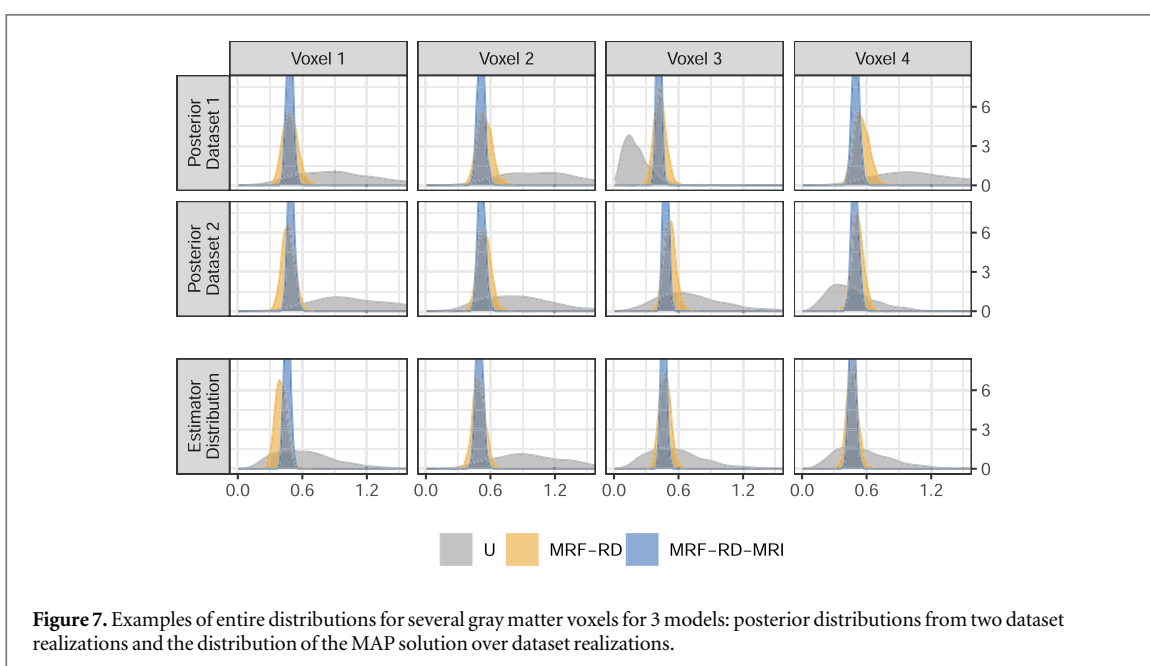 Voxel 1 Voxel 2 Voxel 3 Voxel 4
Posterior
Dataset 1
6
3
0
Posterior
Dataset 2
6
3
0
Estimator
Distribution
6
3
0
0.0 0.6 1.2 0.0 0.6 1.2 0.0 0.6 1.2 0.0 0.6 1.2
U MRF-RD MRF-RD-MRI
Figure 7. Examples of entire distributions for several gray matter voxels for 3 models: posterior distributions from two dataset
realizations and the distribution of the MAP solution over dataset realizations.